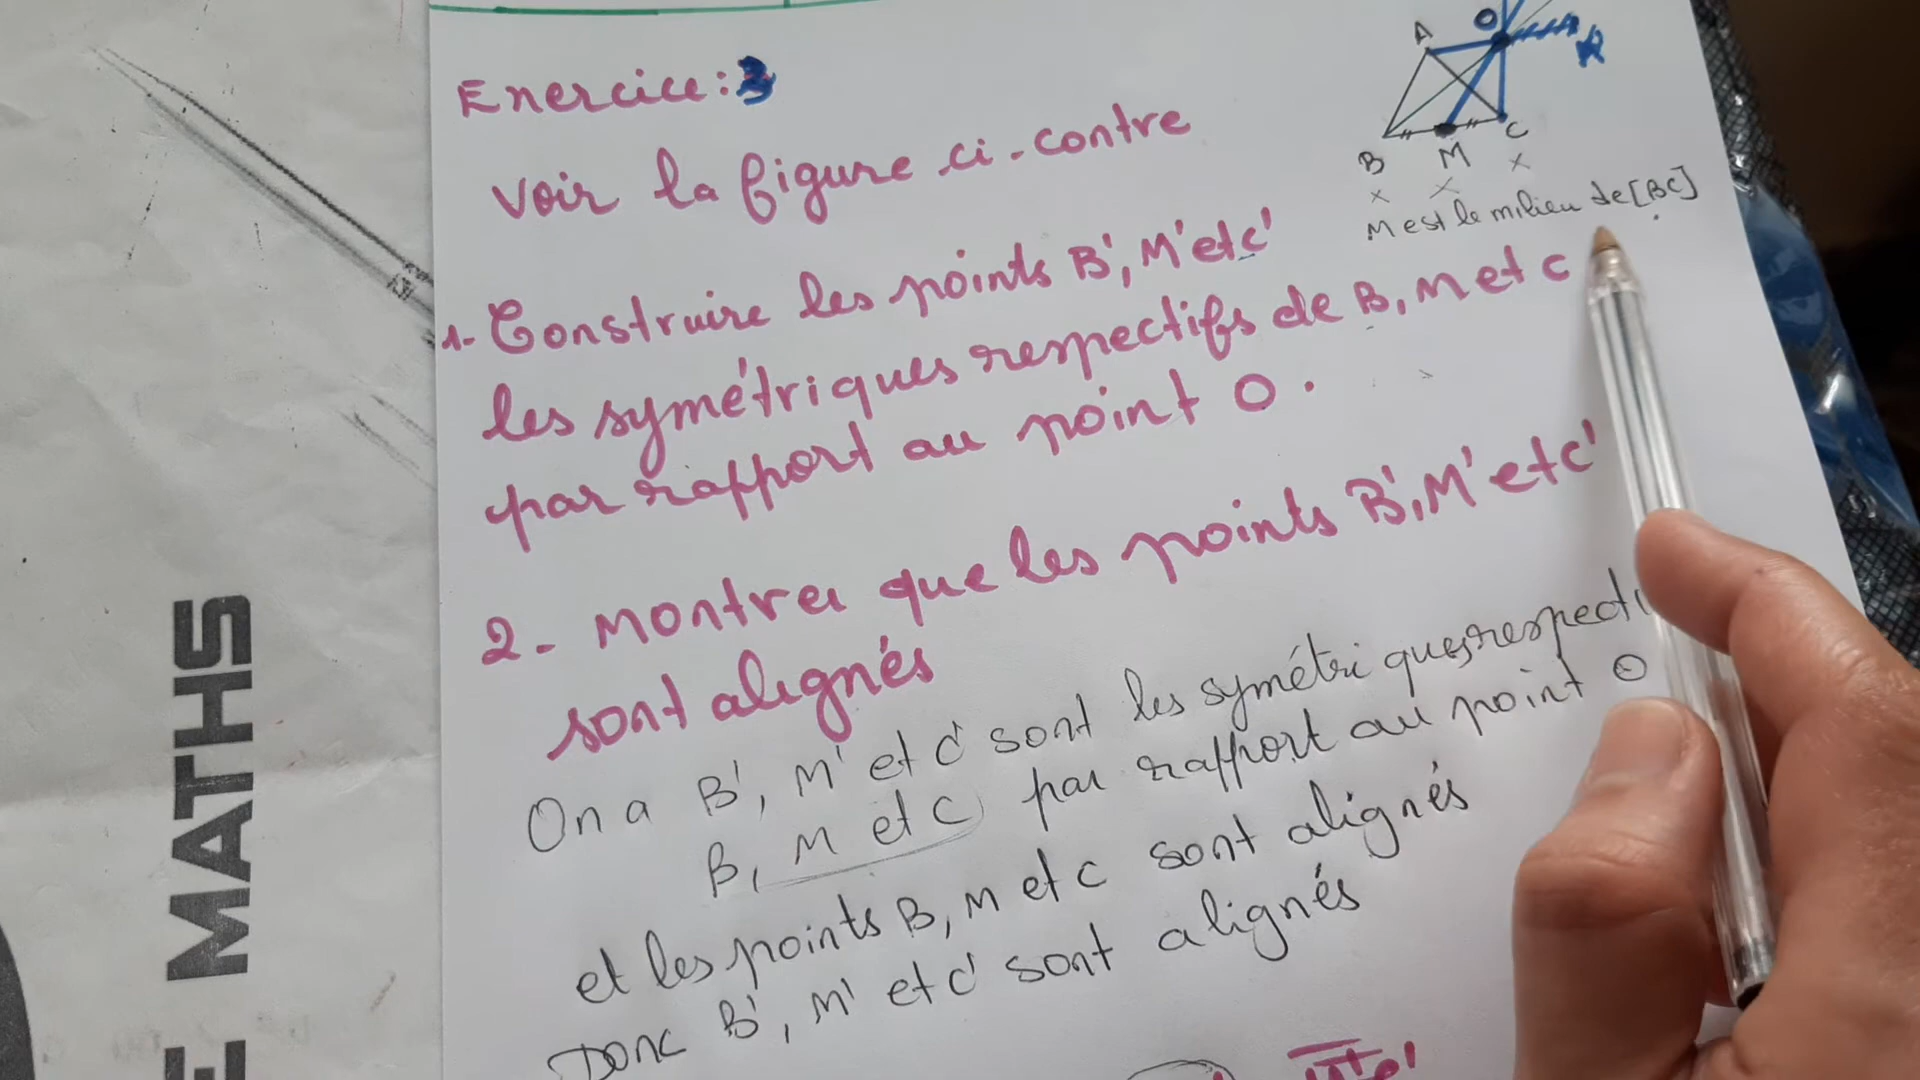 Exercice: 3
voir la figure ci-contre
1- Construire les points B', M' et C'
les symétriques respectifs de B, M et C
par rapport au point O.
2- Montrer que les points B', M' et C'
sont alignés
On a B', M' et C' sont les symétriques respecti
B, M et C par rapport au point O
et les points B, M et C sont alignés
Donc B', M' et C' sont alignés
A O
B M C
M est le milieu de [BC]
E MATHS